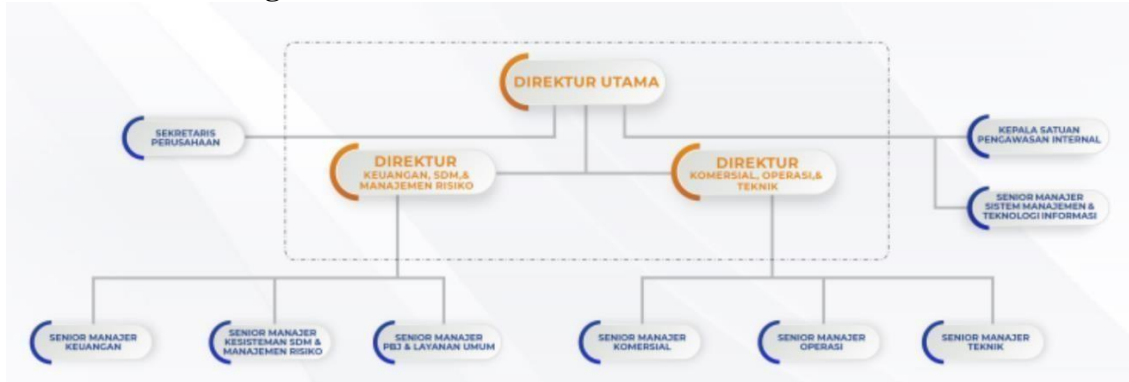 DIREKTUR UTAMA
SEKRETARIS
PERUSAHAAN
KEPALA SATUAN
PENGAWASAN INTERNAL
DIREKTUR
KEUANGAN, SDM,&
MANAJEMEN RISIKO
DIREKTUR
KOMERSIAL, OPERASI,&
TEKNIK
SENIOR MANAJER
SISTEM MANAJEMEN &
TEKNOLOGI INFORMASI
SENIOR MANAJER
KEUANGAN
SENIOR MANAJER
KESISTEMAN SDM &
MANAJEMEN RISIKO
SENIOR MANAJER
PBJ & LAYANAN UMUM
SENIOR MANAJER
KOMERSIAL
SENIOR MANAJER
OPERASI
SENIOR MANAJER
TEKNIK